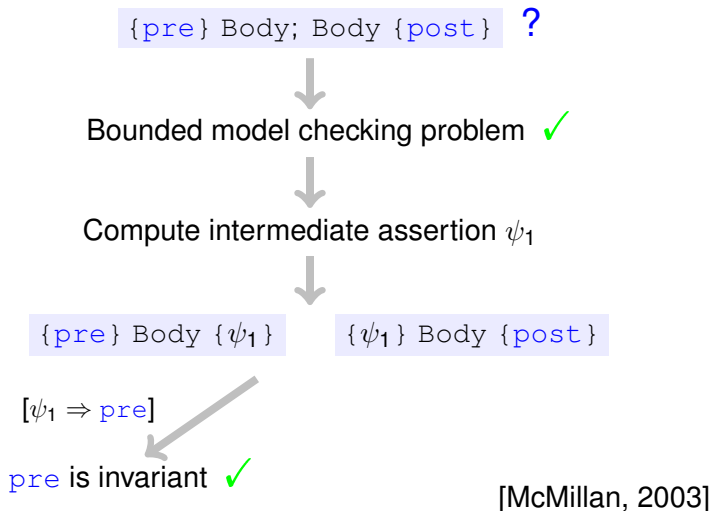 {pre} Body; Body {post} ?
Bounded model checking problem ✓
Compute intermediate assertion ψ₁
{pre} Body {ψ₁} {ψ₁} Body {post}
[ψ₁ ⇒ pre]
pre is invariant ✓
[McMillan, 2003]